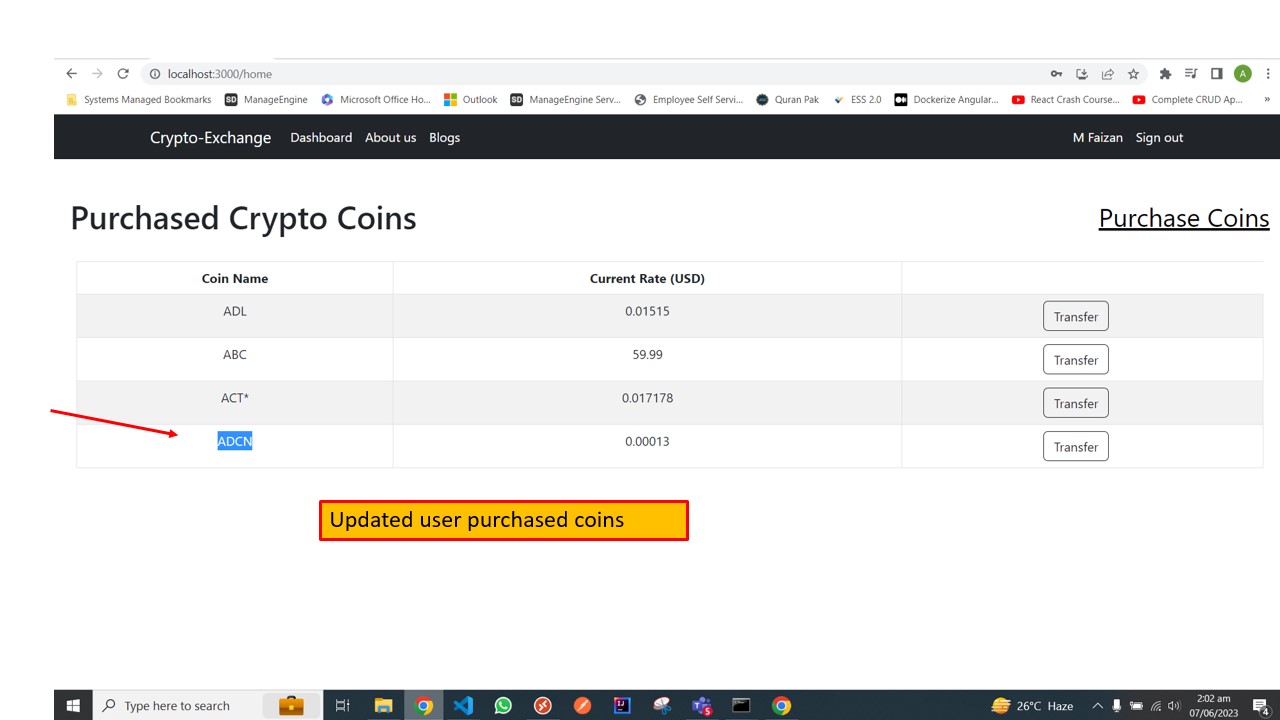 localhost:3000/home
A
Systems Managed Bookmarks SD ManageEngine Microsoft Office Ho... Outlook SD ManageEngine Serv... Employee Self Servi... Quran Pak ESS 2.0 Dockerize Angular... React Crash Course... Complete CRUD Ap... »
Crypto-Exchange Dashboard About us Blogs M Faizan Sign out
Purchased Crypto Coins Purchase Coins
Coin Name Current Rate (USD)
ADL 0.01515 Transfer
ABC 59.99 Transfer
ACT* 0.017178 Transfer
ADCN 0.00013 Transfer
Updated user purchased coins
Type here to search 26°C Haze 2:02 am
07/06/2023 4